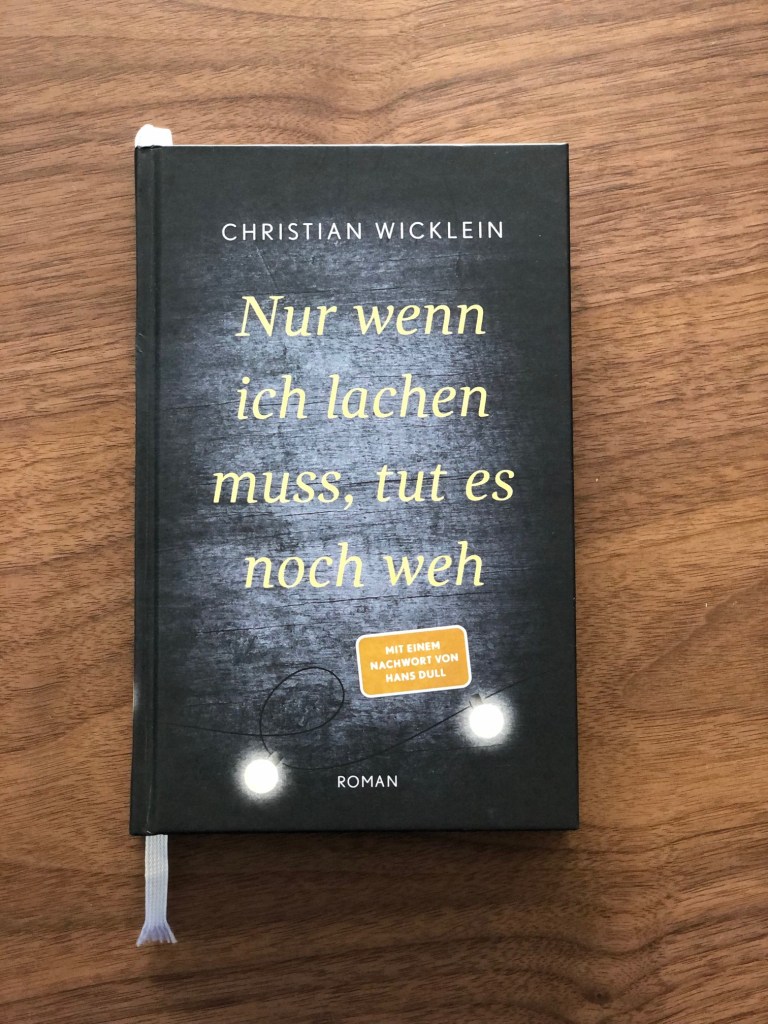 CHRISTIAN WICKLEIN
Nur wenn
ich lachen
muss, tut es
noch weh
MIT EINEM
NACHWORT VON
HANS DULL
ROMAN